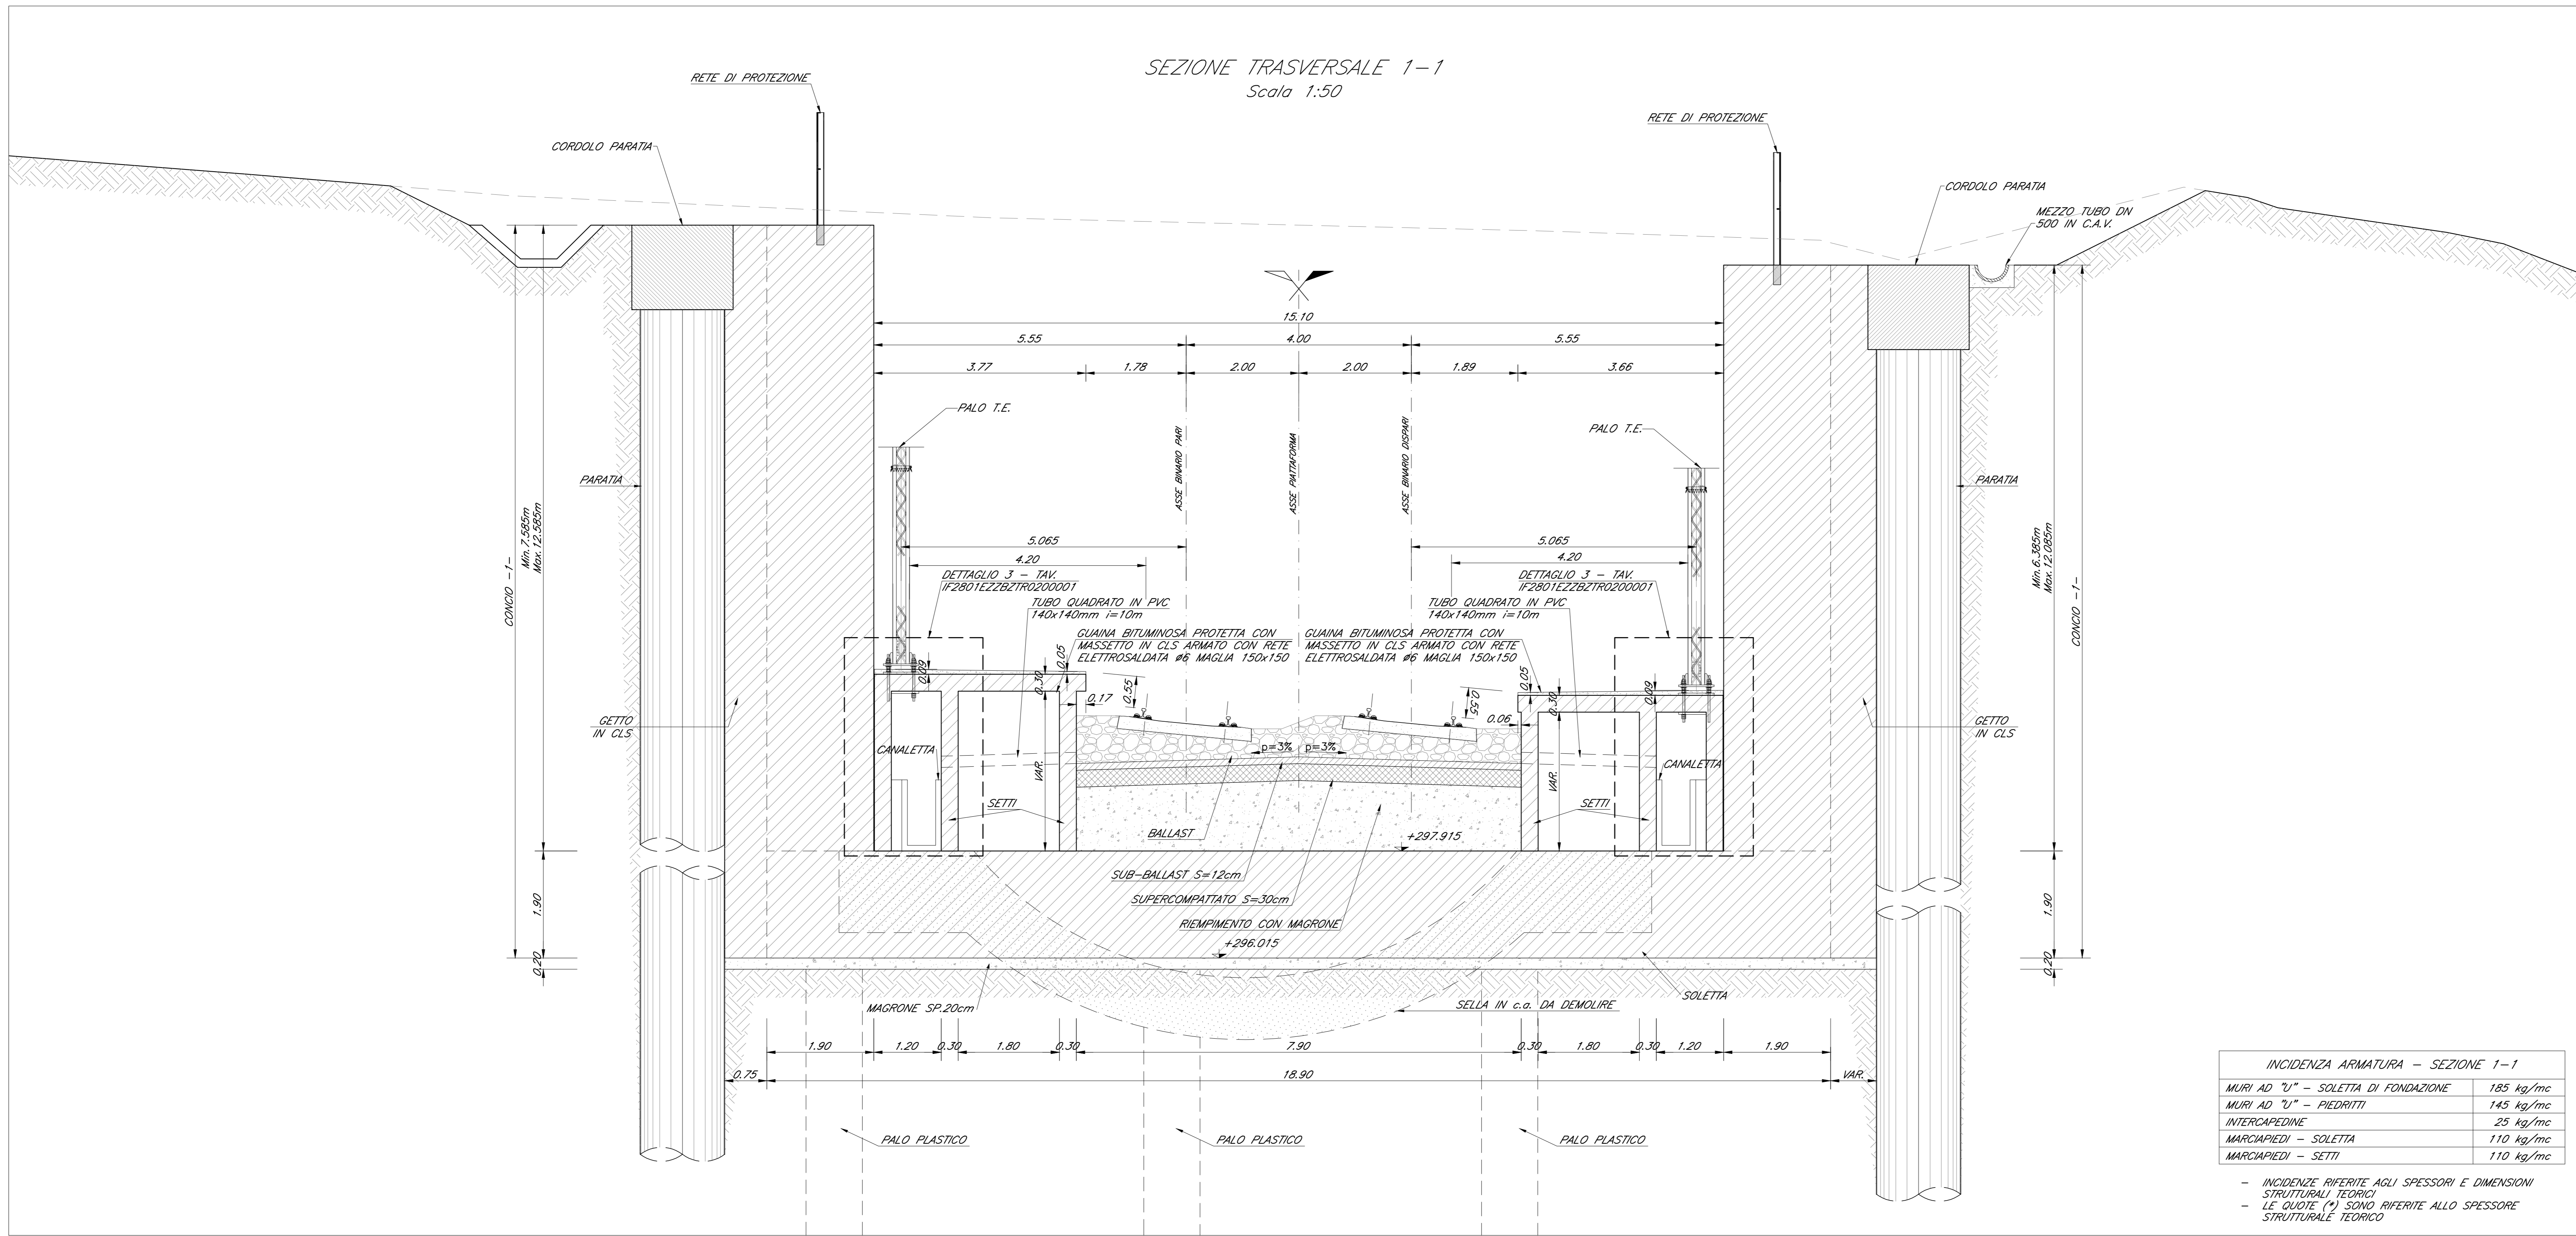 SEZIONE TRASVERSALE 1-1
Scala 1:50
RETE DI PROTEZIONE
RETE DI PROTEZIONE
CORDOLO PARATIA
CORDOLO PARATIA
MEZZO TUBO DN
500 IN C.A.V.
15.10
5.55
4.00
5.55
3.77
1.78
2.00
2.00
1.89
3.66
PALO T.E.
PALO T.E.
ASSE BINARIO PARI
ASSE PIATTAFORMA
ASSE BINARIO DISPARI
PARATIA
PARATIA
CONCIO -1-
Min.7.585m
Max.12.585m
Min.6.385m
Max.12.085m
CONCIO -1-
5.065
5.065
4.20
4.20
DETTAGLIO 3 - TAV.
IF2801EZZBZTR0200001
DETTAGLIO 3 - TAV.
IF2801EZZBZTR0200001
TUBO QUADRATO IN PVC
140x140mm i=10m
TUBO QUADRATO IN PVC
140x140mm i=10m
GUAINA BITUMINOSA PROTETTA CON
MASSETTO IN CLS ARMATO CON RETE
ELETTROSALDATA ø6 MAGLIA 150x150
GUAINA BITUMINOSA PROTETTA CON
MASSETTO IN CLS ARMATO CON RETE
ELETTROSALDATA ø6 MAGLIA 150x150
0.09
0.30
0.05
0.17
0.55
0.55
0.06
0.05
0.30
0.09
GETTO
IN CLS
GETTO
IN CLS
CANALETTA
CANALETTA
p=3%
p=3%
VAR.
VAR.
SETTI
SETTI
BALLAST
+297.915
SUB-BALLAST S=12cm
SUPERCOMPATTATO S=30cm
RIEMPIMENTO CON MAGRONE
+296.015
1.90
0.20
1.90
0.20
MAGRONE SP.20cm
SELLA IN c.a. DA DEMOLIRE
SOLETTA
1.90
1.20
0.30
1.80
0.30
7.90
0.30
1.80
0.30
1.20
1.90
0.75
18.90
VAR.
PALO PLASTICO
PALO PLASTICO
PALO PLASTICO
INCIDENZA ARMATURA - SEZIONE 1-1
MURI AD "U" - SOLETTA DI FONDAZIONE 185 kg/mc
MURI AD "U" - PIEDRITTI 145 kg/mc
INTERCAPEDINE 25 kg/mc
MARCIAPIEDI - SOLETTA 110 kg/mc
MARCIAPIEDI - SETTI 110 kg/mc
- INCIDENZE RIFERITE AGLI SPESSORI E DIMENSIONI
STRUTTURALI TEORICI
- LE QUOTE (*) SONO RIFERITE ALLO SPESSORE
STRUTTURALE TEORICO